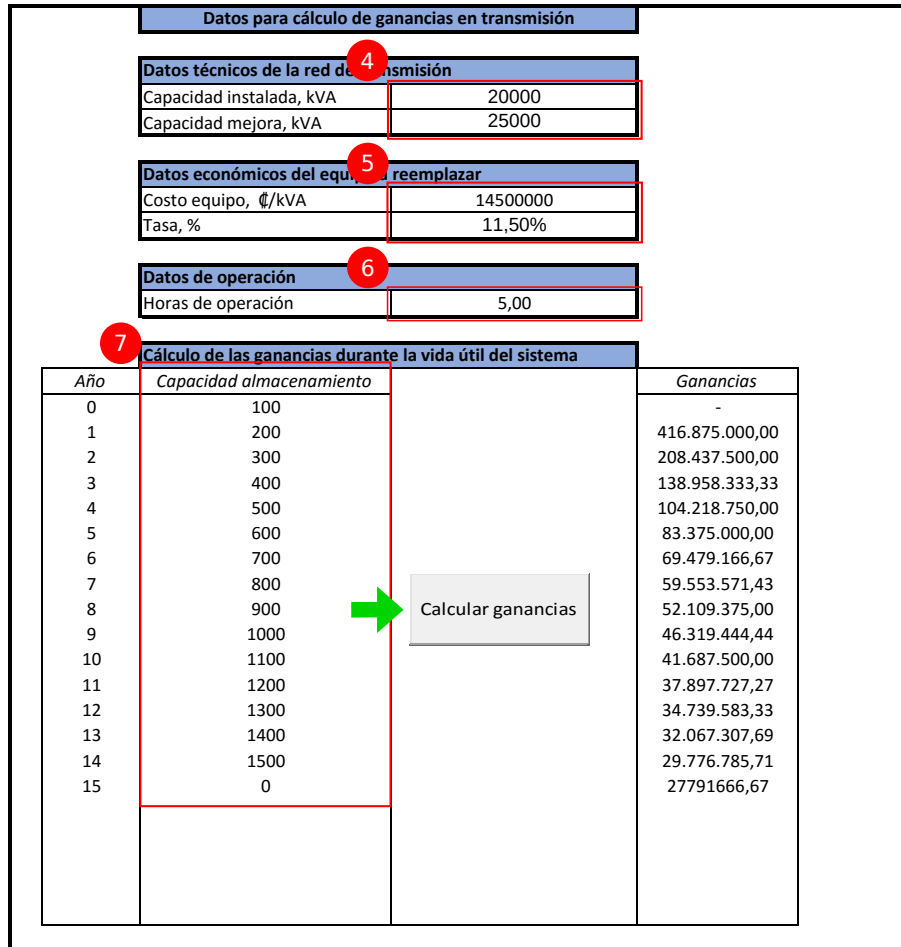 Datos para cálculo de ganancias en transmisión
4
Datos técnicos de la red de nsmisión
Capacidad instalada, kVA 20000
Capacidad mejora, kVA 25000
5
Datos económicos del equ reemplazar
Costo equipo, ₡/kVA 14500000
Tasa, % 11,50%
6
Datos de operación
Horas de operación 5,00
7
Cálculo de las ganancias durante la vida útil del sistema
Año Capacidad almacenamiento Ganancias
0 100 -
1 200 416.875.000,00
2 300 208.437.500,00
3 400 138.958.333,33
4 500 104.218.750,00
5 600 83.375.000,00
6 700 69.479.166,67
7 800 59.553.571,43
8 900 Calcular ganancias 52.109.375,00
9 1000 46.319.444,44
10 1100 41.687.500,00
11 1200 37.897.727,27
12 1300 34.739.583,33
13 1400 32.067.307,69
14 1500 29.776.785,71
15 0 27791666,67